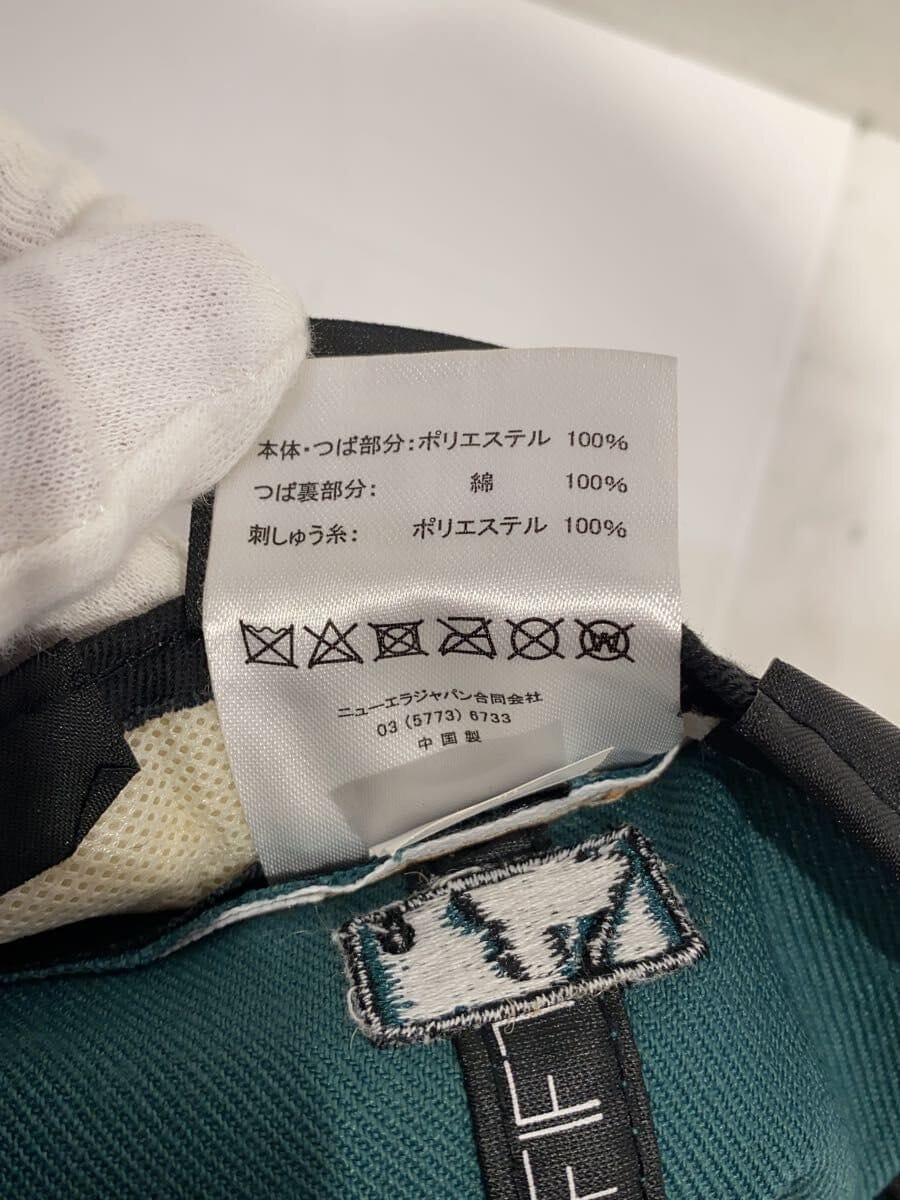 本体・つば部分：ポリエステル 100%
つば裏部分： 綿 100%
刺しゅう糸： ポリエステル 100%
W
ニューエラジャパン合同会社
03 (5773) 6733
中国製